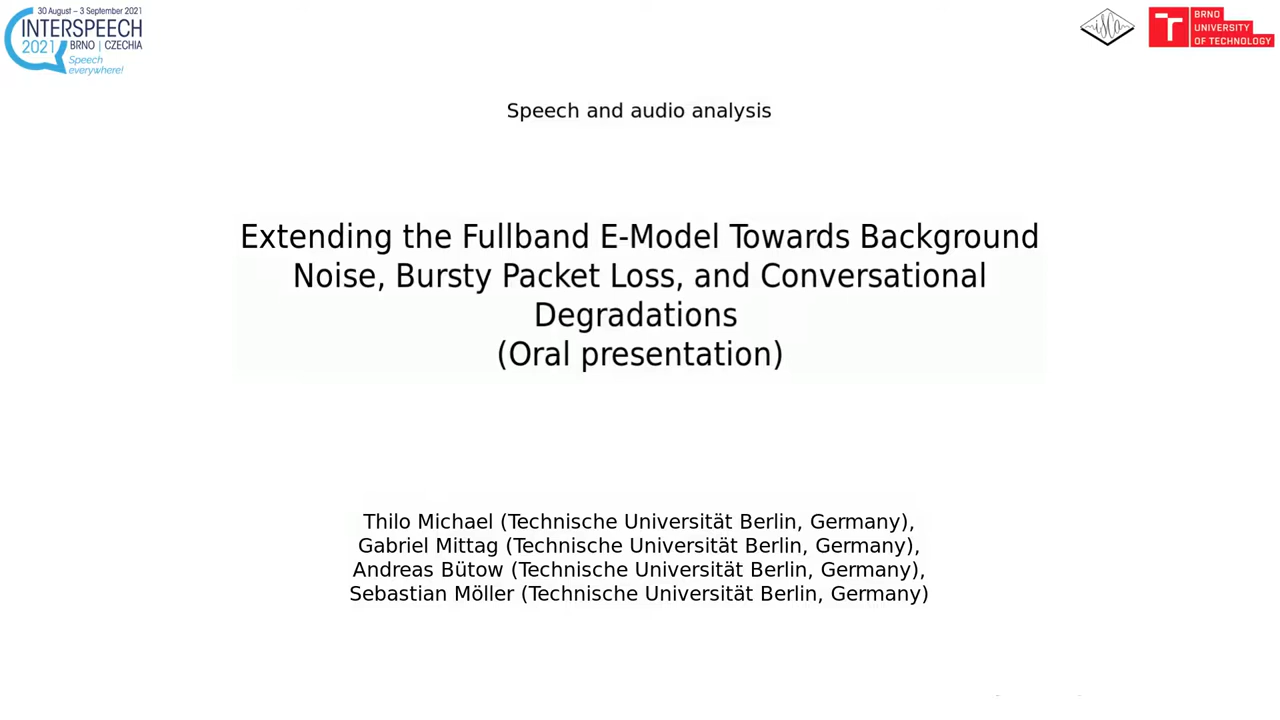 30 August – 3 September 2021
INTERSPEECH
2021 BRNO | CZECHIA
Speech
everywhere!
isca
BRNO
UNIVERSITY
OF TECHNOLOGY
Speech and audio analysis
Extending the Fullband E-Model Towards Background
Noise, Bursty Packet Loss, and Conversational
Degradations
(Oral presentation)
Thilo Michael (Technische Universität Berlin, Germany),
Gabriel Mittag (Technische Universität Berlin, Germany),
Andreas Bütow (Technische Universität Berlin, Germany),
Sebastian Möller (Technische Universität Berlin, Germany)